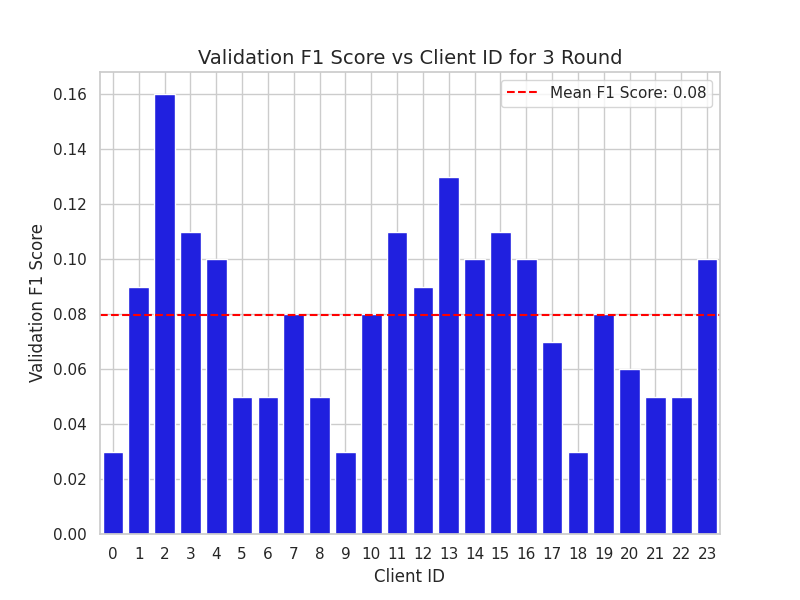 Validation F1 Score vs Client ID for 3 Round
Mean F1 Score: 0.08
Validation F1 Score
0.16
0.14
0.12
0.10
0.08
0.06
0.04
0.02
0.00
0 1 2 3 4 5 6 7 8 9 10 11 12 13 14 15 16 17 18 19 20 21 22 23
Client ID